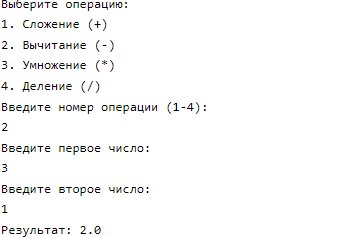 Выберите операцию:
1. Сложение (+)
2. Вычитание (-)
3. Умножение (*)
4. Деление (/)
Введите номер операции (1-4):
2
Введите первое число:
3
Введите второе число:
1
Результат: 2.0